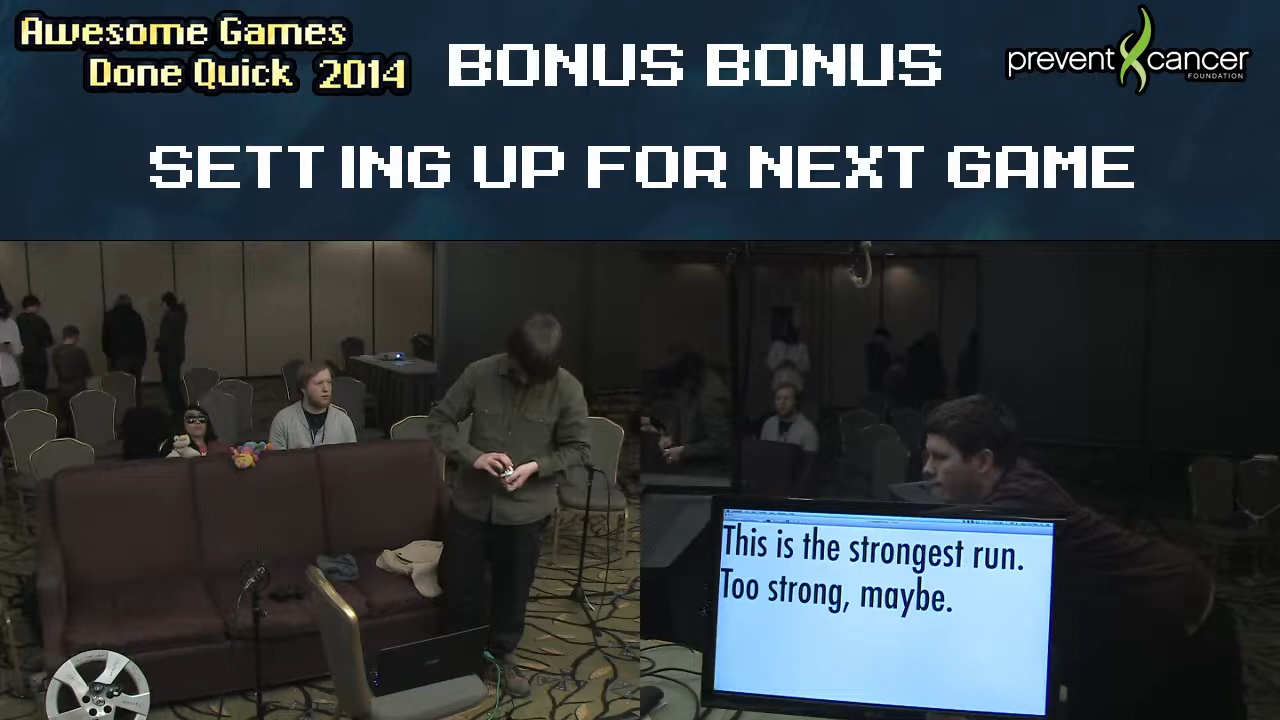 Awesome Games
Done Quick 2014
BONUS BONUS
prevent cancer
FOUNDATION
SETTING UP FOR NEXT GAME
This is the strongest run.
Too strong, maybe.